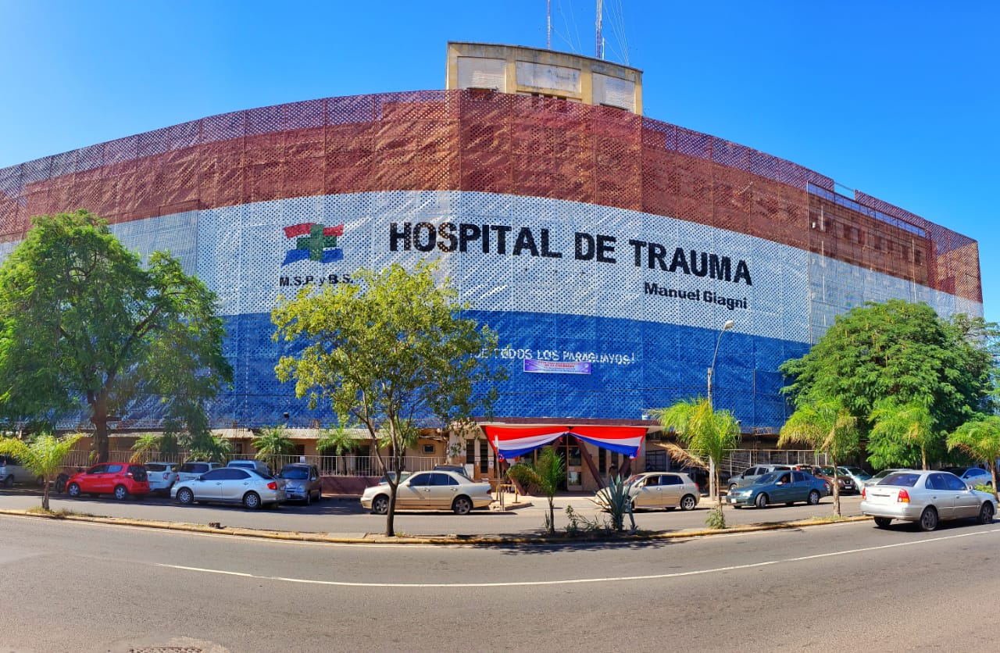 HOSPITAL DE TRAUMA
Manuel Giagni
M.S.P. y B.S.
TODOS LOS PARAGUAYOS!